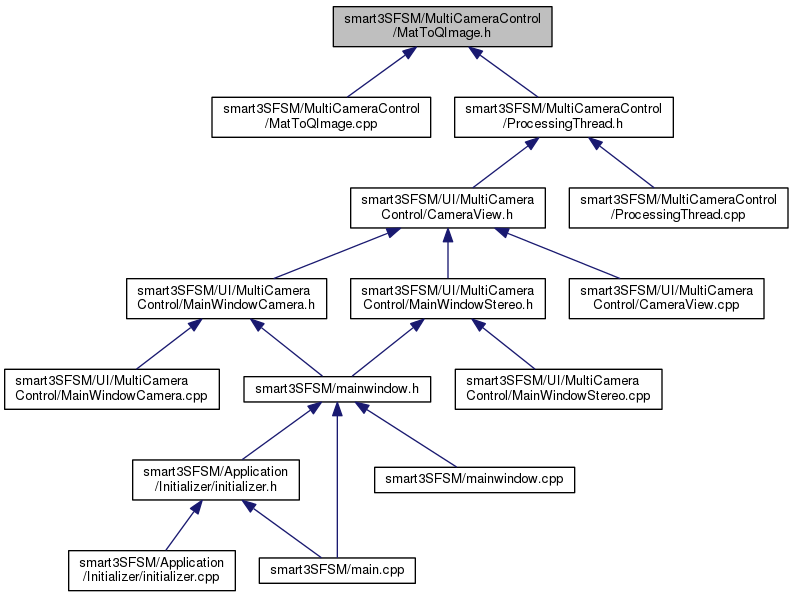 smart3SFSM/MultiCameraControl
/MatToQImage.h
smart3SFSM/MultiCameraControl
/MatToQImage.cpp
smart3SFSM/MultiCameraControl
/ProcessingThread.h
smart3SFSM/UI/MultiCamera
Control/CameraView.h
smart3SFSM/MultiCameraControl
/ProcessingThread.cpp
smart3SFSM/UI/MultiCamera
Control/MainWindowCamera.h
smart3SFSM/UI/MultiCamera
Control/MainWindowStereo.h
smart3SFSM/UI/MultiCamera
Control/CameraView.cpp
smart3SFSM/UI/MultiCamera
Control/MainWindowCamera.cpp
smart3SFSM/mainwindow.h
smart3SFSM/UI/MultiCamera
Control/MainWindowStereo.cpp
smart3SFSM/Application
/Initializer/initializer.h
smart3SFSM/mainwindow.cpp
smart3SFSM/Application
/Initializer/initializer.cpp
smart3SFSM/main.cpp